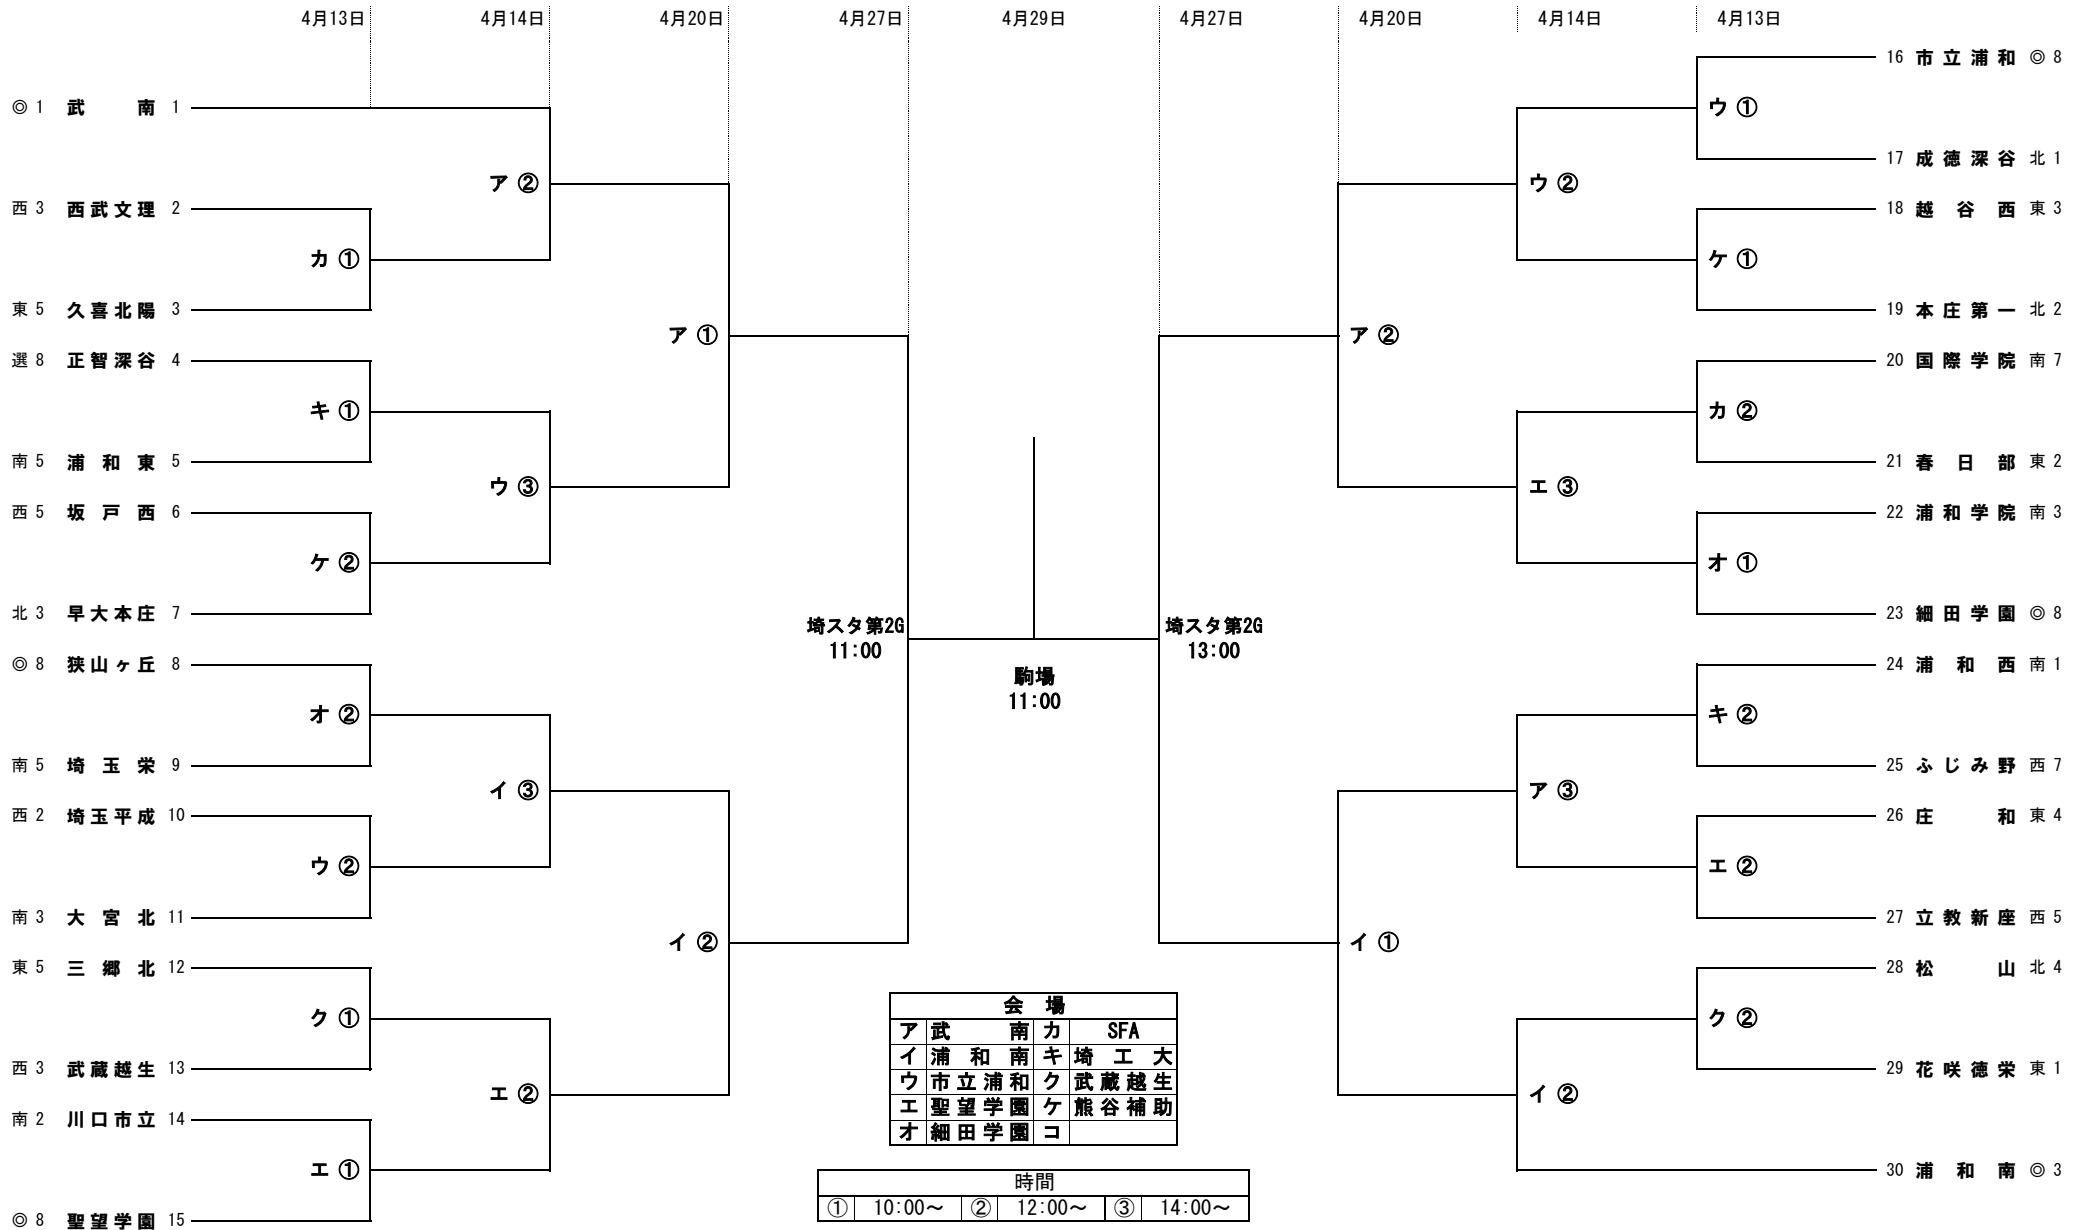 4月13日 4月14日 4月20日 4月27日 4月29日 4月27日 4月20日 4月14日 4月13日
◎ 1 武南 1
西 3 西武文理 2
東 5 久喜北陽 3
選 8 正智深谷 4
南 5 浦和東 5
西 5 坂戸西 6
北 3 早大本庄 7
◎ 8 狭山ヶ丘 8
南 5 埼玉栄 9
西 2 埼玉平成 10
南 3 大宮北 11
東 5 三郷北 12
西 3 武蔵越生 13
南 2 川口市立 14
◎ 8 聖望学園 15
カ ①
キ ①
ケ ②
オ ②
ウ ②
ク ①
エ ①
ア ②
ウ ③
イ ③
エ ②
ア ①
イ ②
埼スタ第2G
11:00
駒場
11:00
埼スタ第2G
13:00
ア ②
イ ①
ウ ②
エ ③
ア ③
イ ②
ウ ①
ケ ①
カ ②
オ ①
キ ②
エ ②
ク ②
16 市立浦和 ◎ 8
17 成徳深谷 北 1
18 越谷西 東 3
19 本庄第一 北 2
20 国際学院 南 7
21 春日部 東 2
22 浦和学院 南 3
23 細田学園 ◎ 8
24 浦和西 南 1
25 ふじみ野 西 7
26 庄和 東 4
27 立教新座 西 5
28 松山 北 4
29 花咲徳栄 東 1
30 浦和南 ◎ 3
会場
ア 武南 カ SFA
イ 浦和南 キ 埼工大
ウ 市立浦和 ク 武蔵越生
エ 聖望学園 ケ 熊谷補助
オ 細田学園 コ
時間
① 10:00～ ② 12:00～ ③ 14:00～